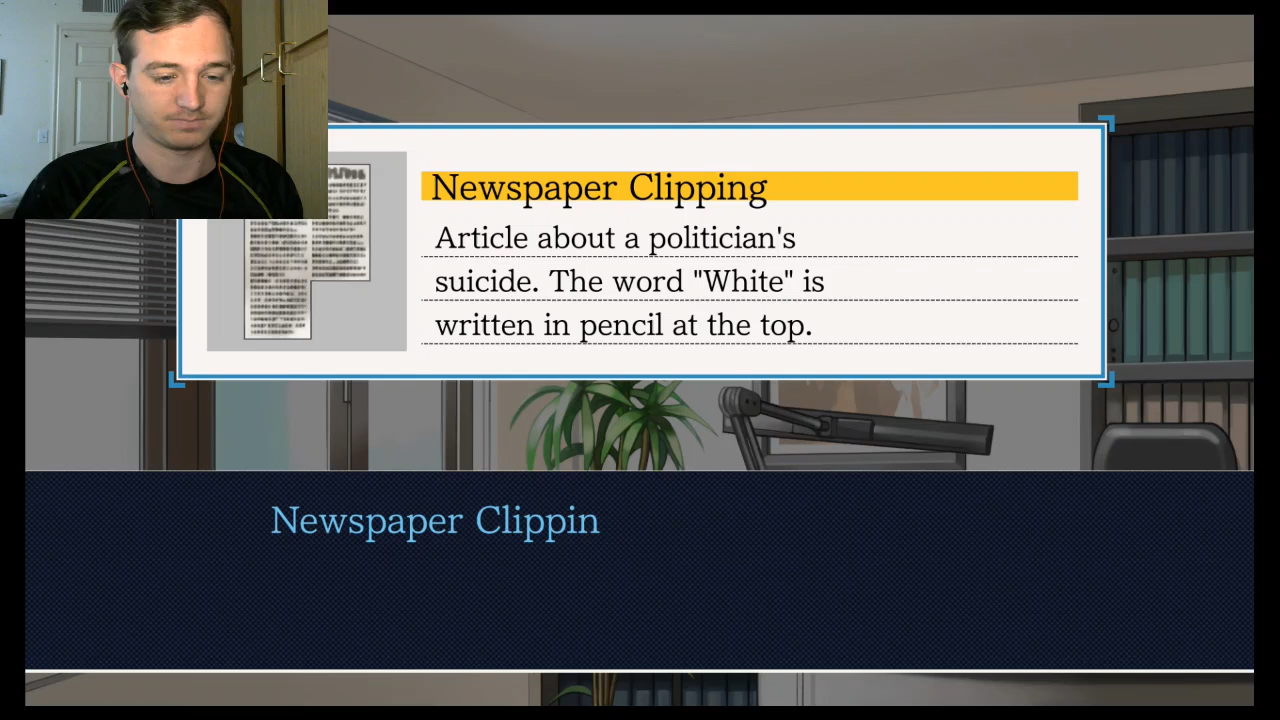 Newspaper Clipping
Article about a politician's
suicide. The word "White" is
written in pencil at the top.
Newspaper Clippin